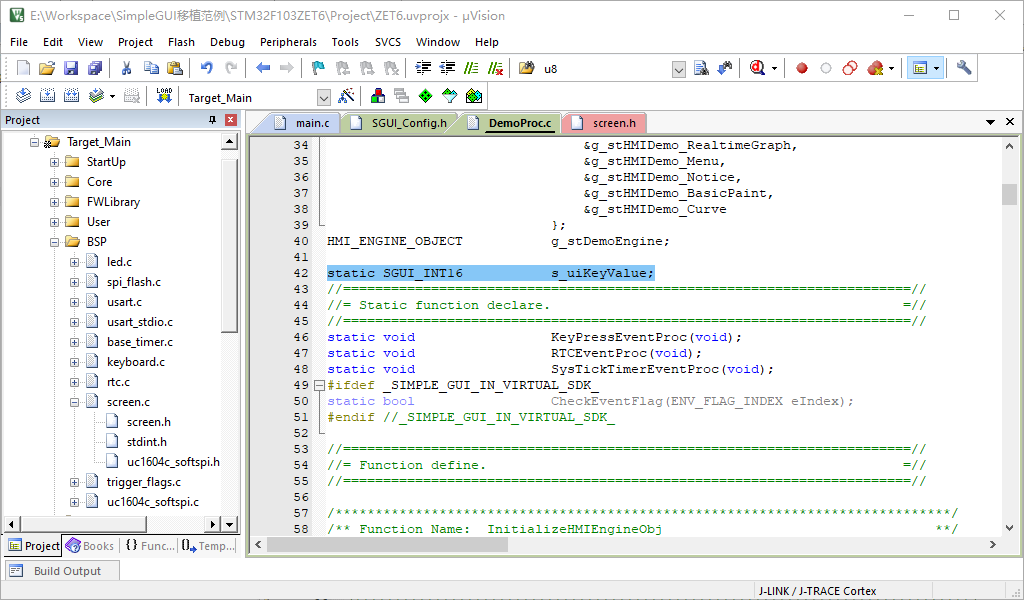 E:\Workspace\SimpleGUI移植范例\STM32F103ZET6\Project\ZET6.uvprojx - µVision
File Edit View Project Flash Debug Peripherals Tools SVCS Window Help
u8
LOAD Target_Main
Project
main.c SGUI_Config.h DemoProc.c screen.h
Target_Main
StartUp
Core
FWLibrary
User
BSP
led.c
spi_flash.c
usart.c
usart_stdio.c
base_timer.c
keyboard.c
rtc.c
screen.c
screen.h
stdint.h
uc1604c_softspi.h
trigger_flags.c
uc1604c_softspi.c
Project Books Func... Temp...
34 &g_stHMIDemo_RealtimeGraph,
35 &g_stHMIDemo_Menu,
36 &g_stHMIDemo_Notice,
37 &g_stHMIDemo_BasicPaint,
38 &g_stHMIDemo_Curve
39 };
40 HMI_ENGINE_OBJECT g_stDemoEngine;
41
42 static SGUI_INT16 s_uiKeyValue;
43 //=======================================================================//
44 //= Static function declare. =//
45 //=======================================================================//
46 static void KeyPressEventProc(void);
47 static void RTCEventProc(void);
48 static void SysTickTimerEventProc(void);
49 #ifdef _SIMPLE_GUI_IN_VIRTUAL_SDK_
50 static bool CheckEventFlag(ENV_FLAG_INDEX eIndex);
51 #endif //_SIMPLE_GUI_IN_VIRTUAL_SDK_
52
53 //=======================================================================//
54 //= Function define. =//
55 //=======================================================================//
56
57 /*****************************************************************************/
58 /** Function Name: InitializeHMIEngineObj **/
Build Output
J-LINK / J-TRACE Cortex